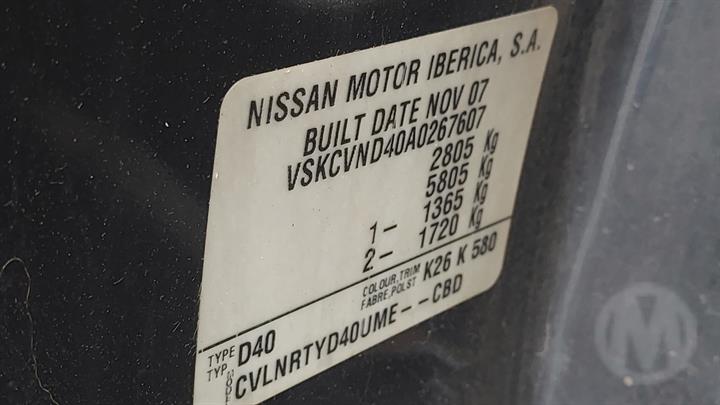 NISSAN MOTOR IBERICA, S.A.
BUILT DATE NOV 07
VSKCVND40A0267607
2805 Kg
5805 Kg
1- 1365 Kg
2- 1720 Kg
COLOUR,TRIM K26 K 580
FABRE,POLST
TYPE D40
TYP
CVLNRTYD40UME--CBD
M